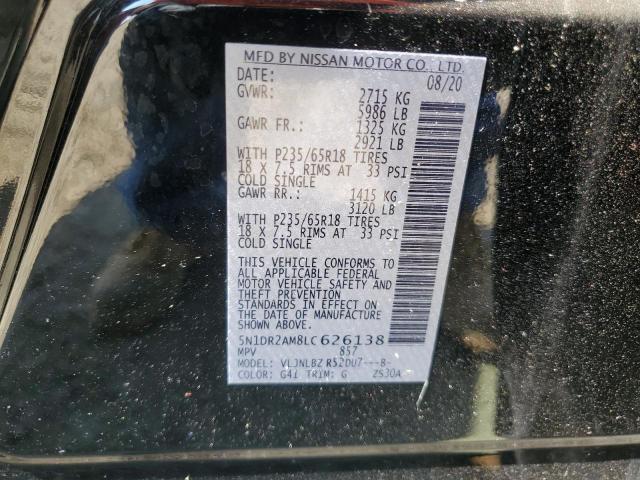 MFD BY NISSAN MOTOR CO., LTD.
DATE: 08/20
GVWR: 2715 KG
5986 LB
GAWR FR.: 1325 KG
2921 LB
WITH P235/65R18 TIRES
18 X 7.5 RIMS AT 33 PSI
COLD SINGLE
GAWR RR.: 1415 KG
3120 LB
WITH P235/65R18 TIRES
18 X 7.5 RIMS AT 33 PSI
COLD SINGLE
THIS VEHICLE CONFORMS TO
ALL APPLICABLE FEDERAL
MOTOR VEHICLE SAFETY AND
THEFT PREVENTION
STANDARDS IN EFFECT ON
THE DATE OF MANUFACTURE
SHOWN ABOVE.
5N1DR2AM8LC626138
MPV 857
MODEL: VLJNLBZ R52DU7---B-
COLOR: G41 TRIM: G ZS30A